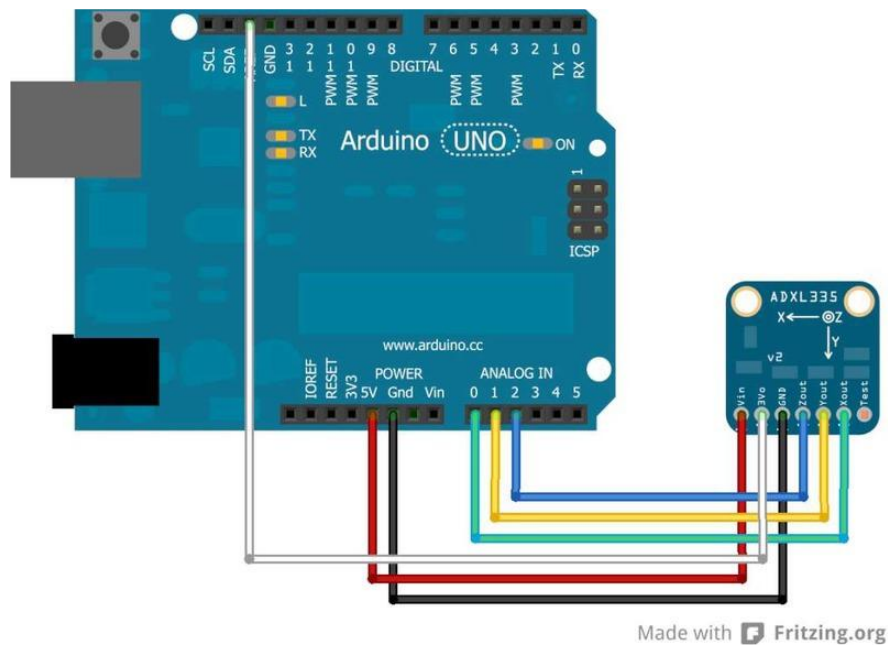 SCL
SDA
AREF
GND
13
12
PWM 11
PWM 10
PWM 9
8
7
PWM 6
PWM 5
4
PWM 3
2
TX 1
RX 0
DIGITAL
L
TX
RX
Arduino UNO
ON
1
ICSP
www.arduino.cc
POWER
ANALOG IN
IOREF
RESET
3V3
5V Gnd Vin
0 1 2 3 4 5
ADXL335
X Z
Y
v2
Vin
3Vo
GND
Zout
Yout
Xout
Test
Made with Fritzing.org